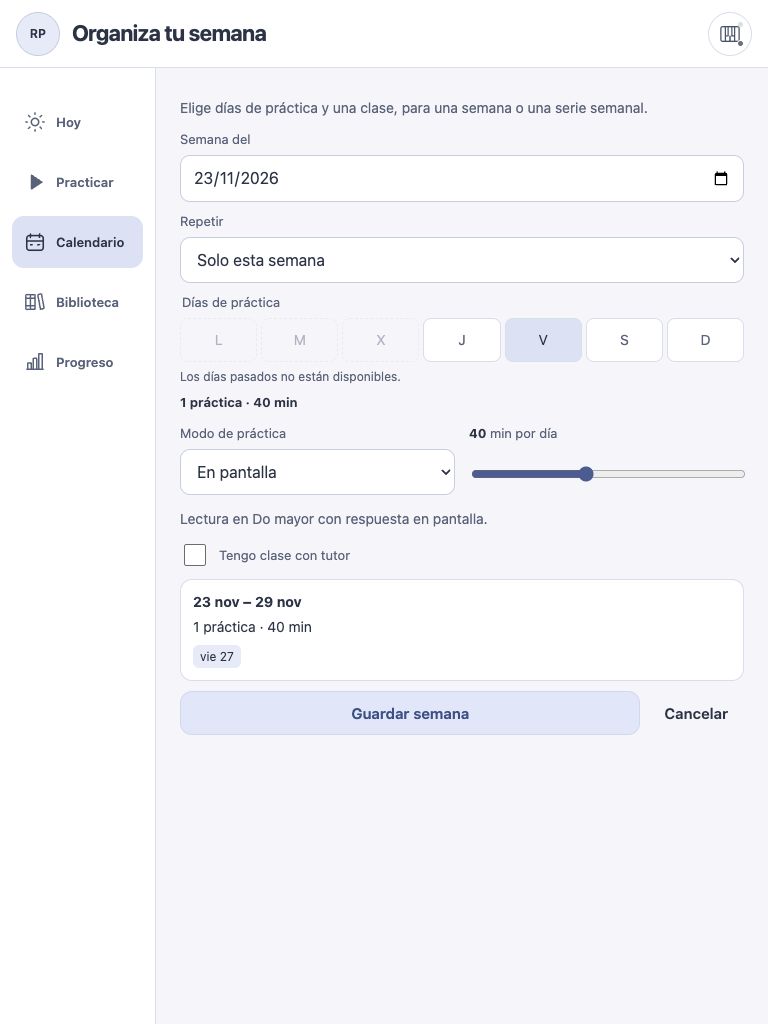 RP
Organiza tu semana
Hoy
Practicar
Calendario
Biblioteca
Progreso
Elige días de práctica y una clase, para una semana o una serie semanal.
Semana del
23/11/2026
Repetir
Solo esta semana
Días de práctica
L M X J V S D
Los días pasados no están disponibles.
1 práctica · 40 min
Modo de práctica
En pantalla
40 min por día
Lectura en Do mayor con respuesta en pantalla.
Tengo clase con tutor
23 nov – 29 nov
1 práctica · 40 min
vie 27
Guardar semana
Cancelar